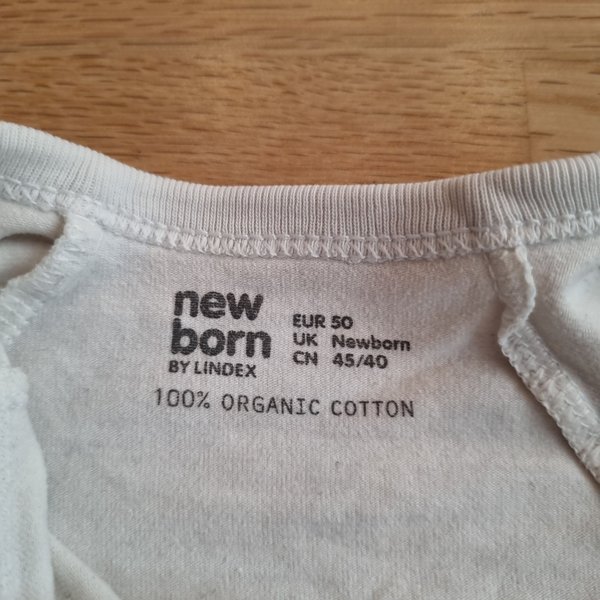 new
born
BY LINDEX
EUR 50
UK Newborn
CN 45/40
100% ORGANIC COTTON